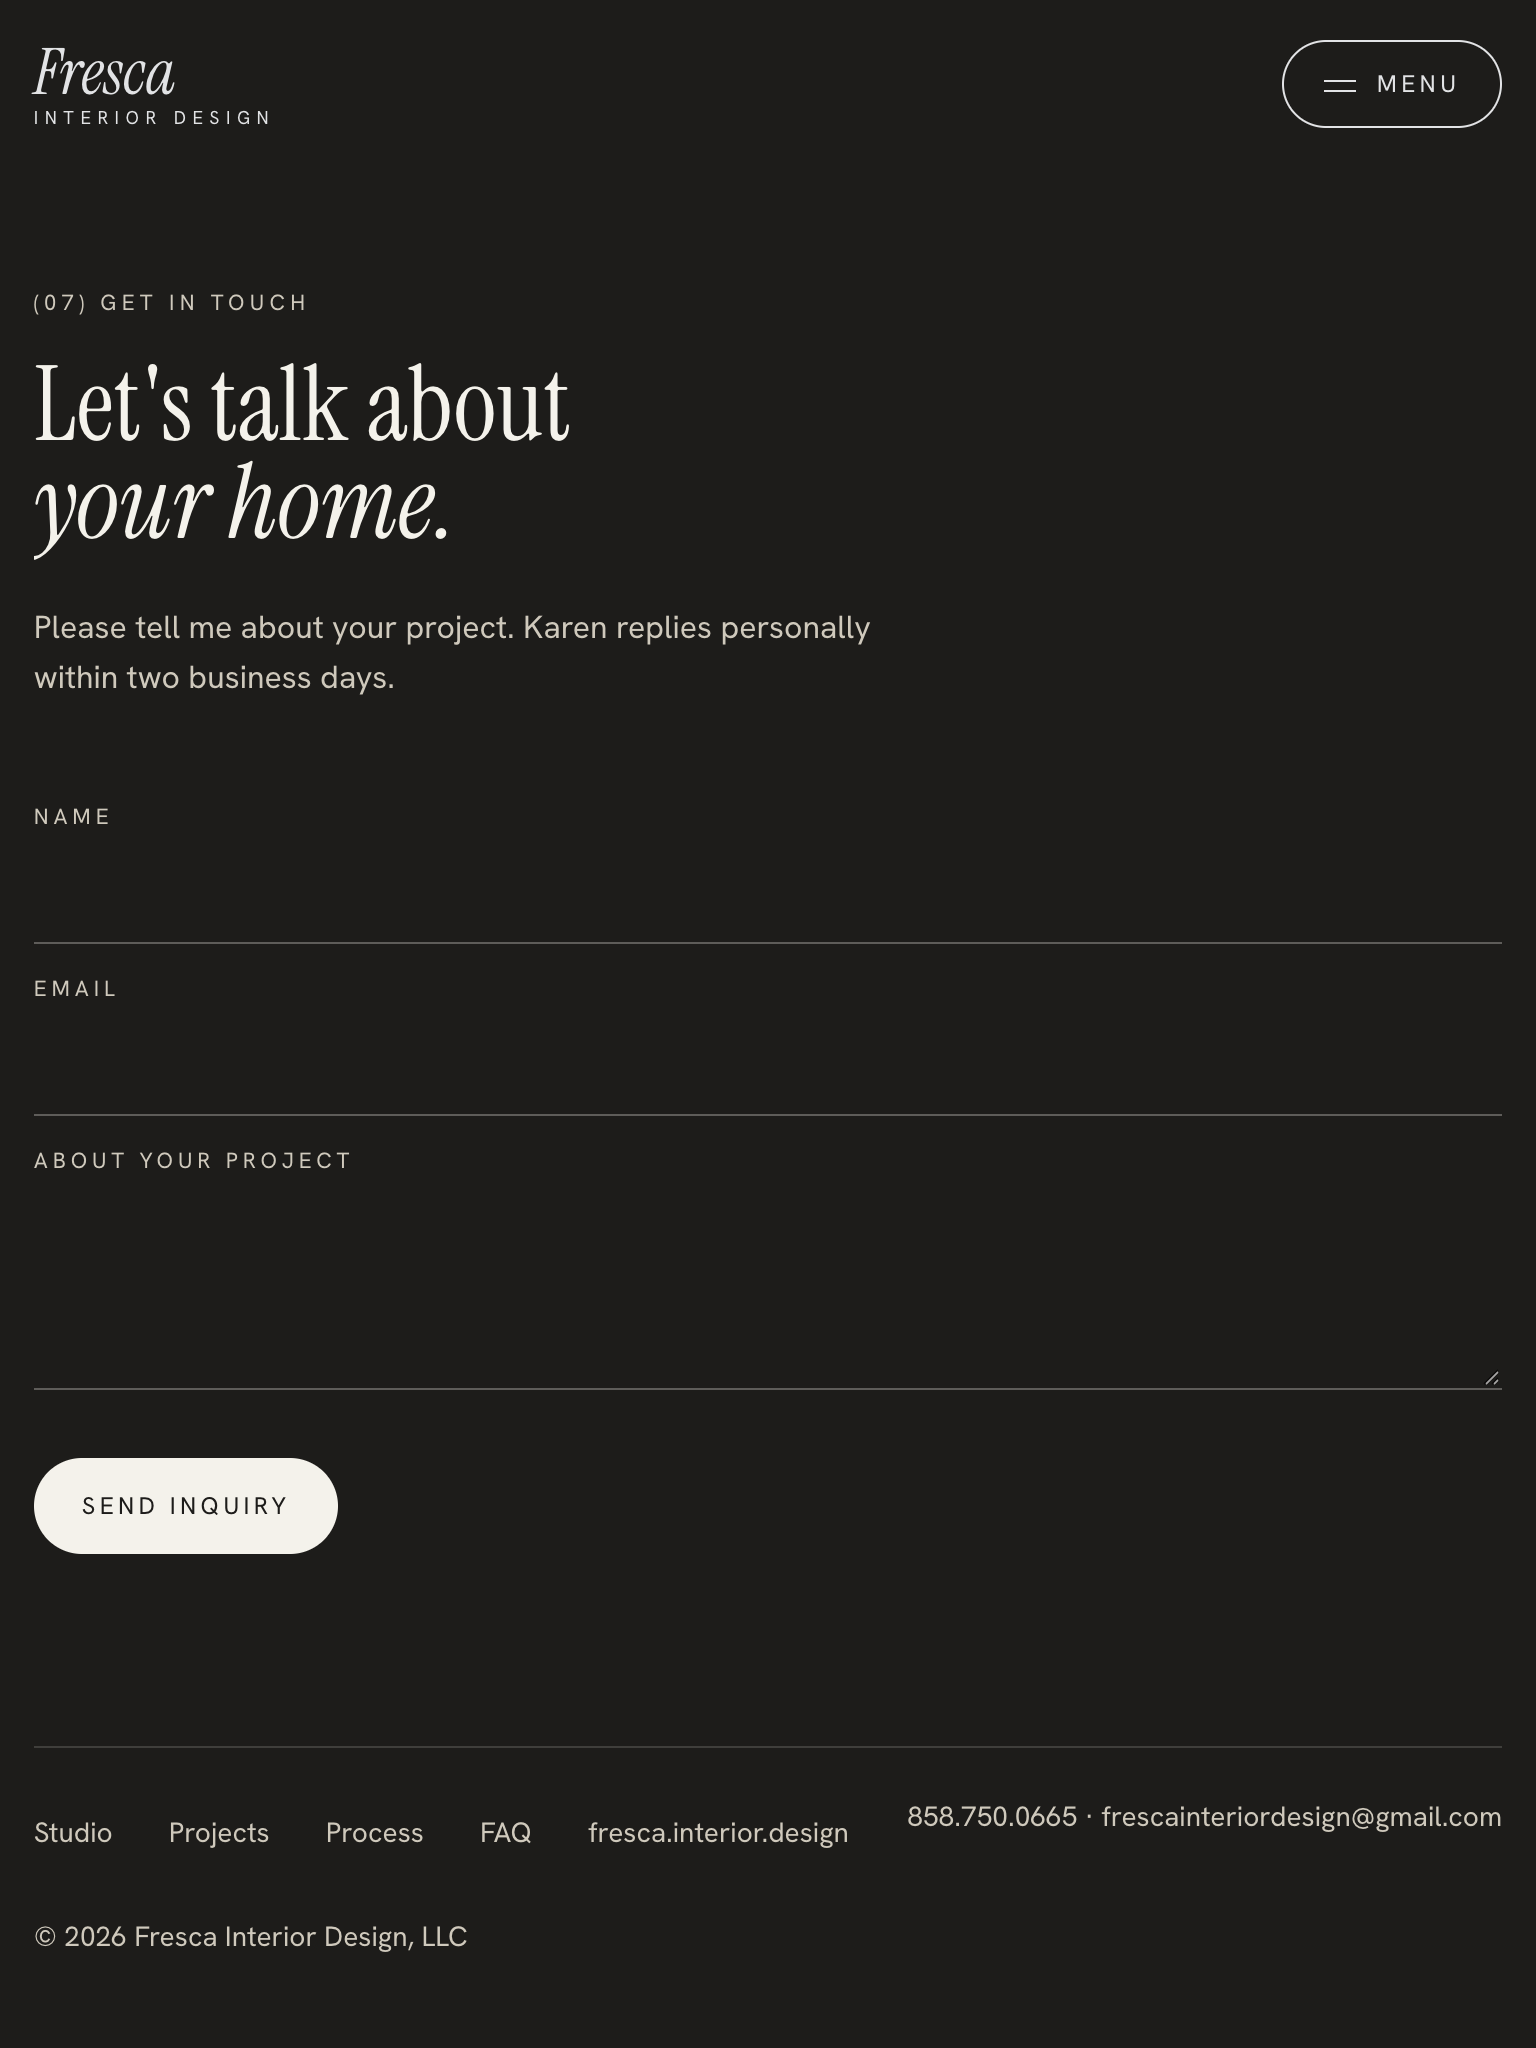 Fresca
INTERIOR DESIGN
MENU
(07) GET IN TOUCH
Let's talk about
your home.
Please tell me about your project. Karen replies personally
within two business days.
NAME
EMAIL
ABOUT YOUR PROJECT
SEND INQUIRY
Studio Projects Process FAQ fresca.interior.design 858.750.0665 · frescainteriordesign@gmail.com
© 2026 Fresca Interior Design, LLC